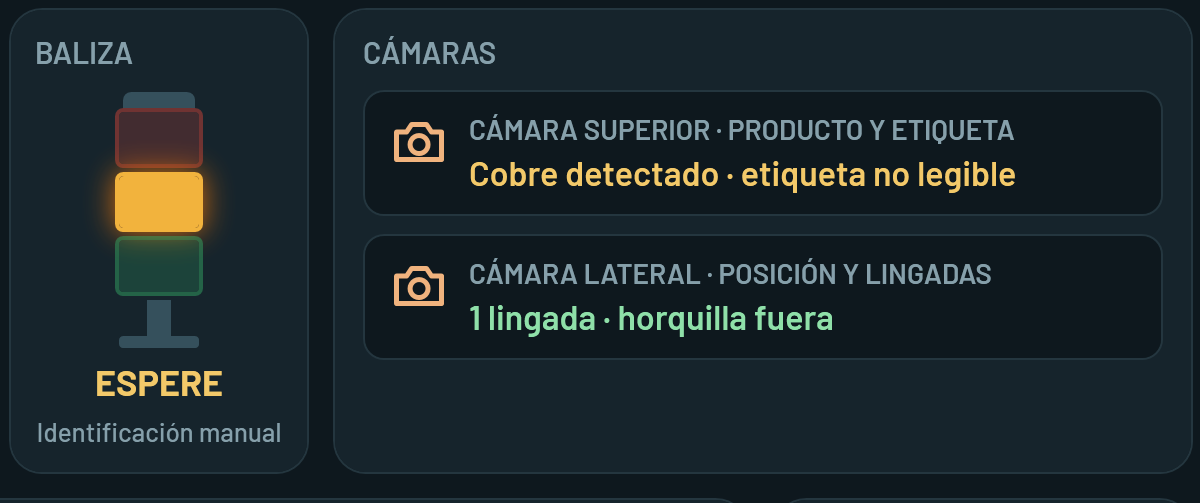 BALIZA
ESPERE
Identificación manual
CÁMARAS
CÁMARA SUPERIOR · PRODUCTO Y ETIQUETA
Cobre detectado · etiqueta no legible
CÁMARA LATERAL · POSICIÓN Y LINGADAS
1 lingada · horquilla fuera